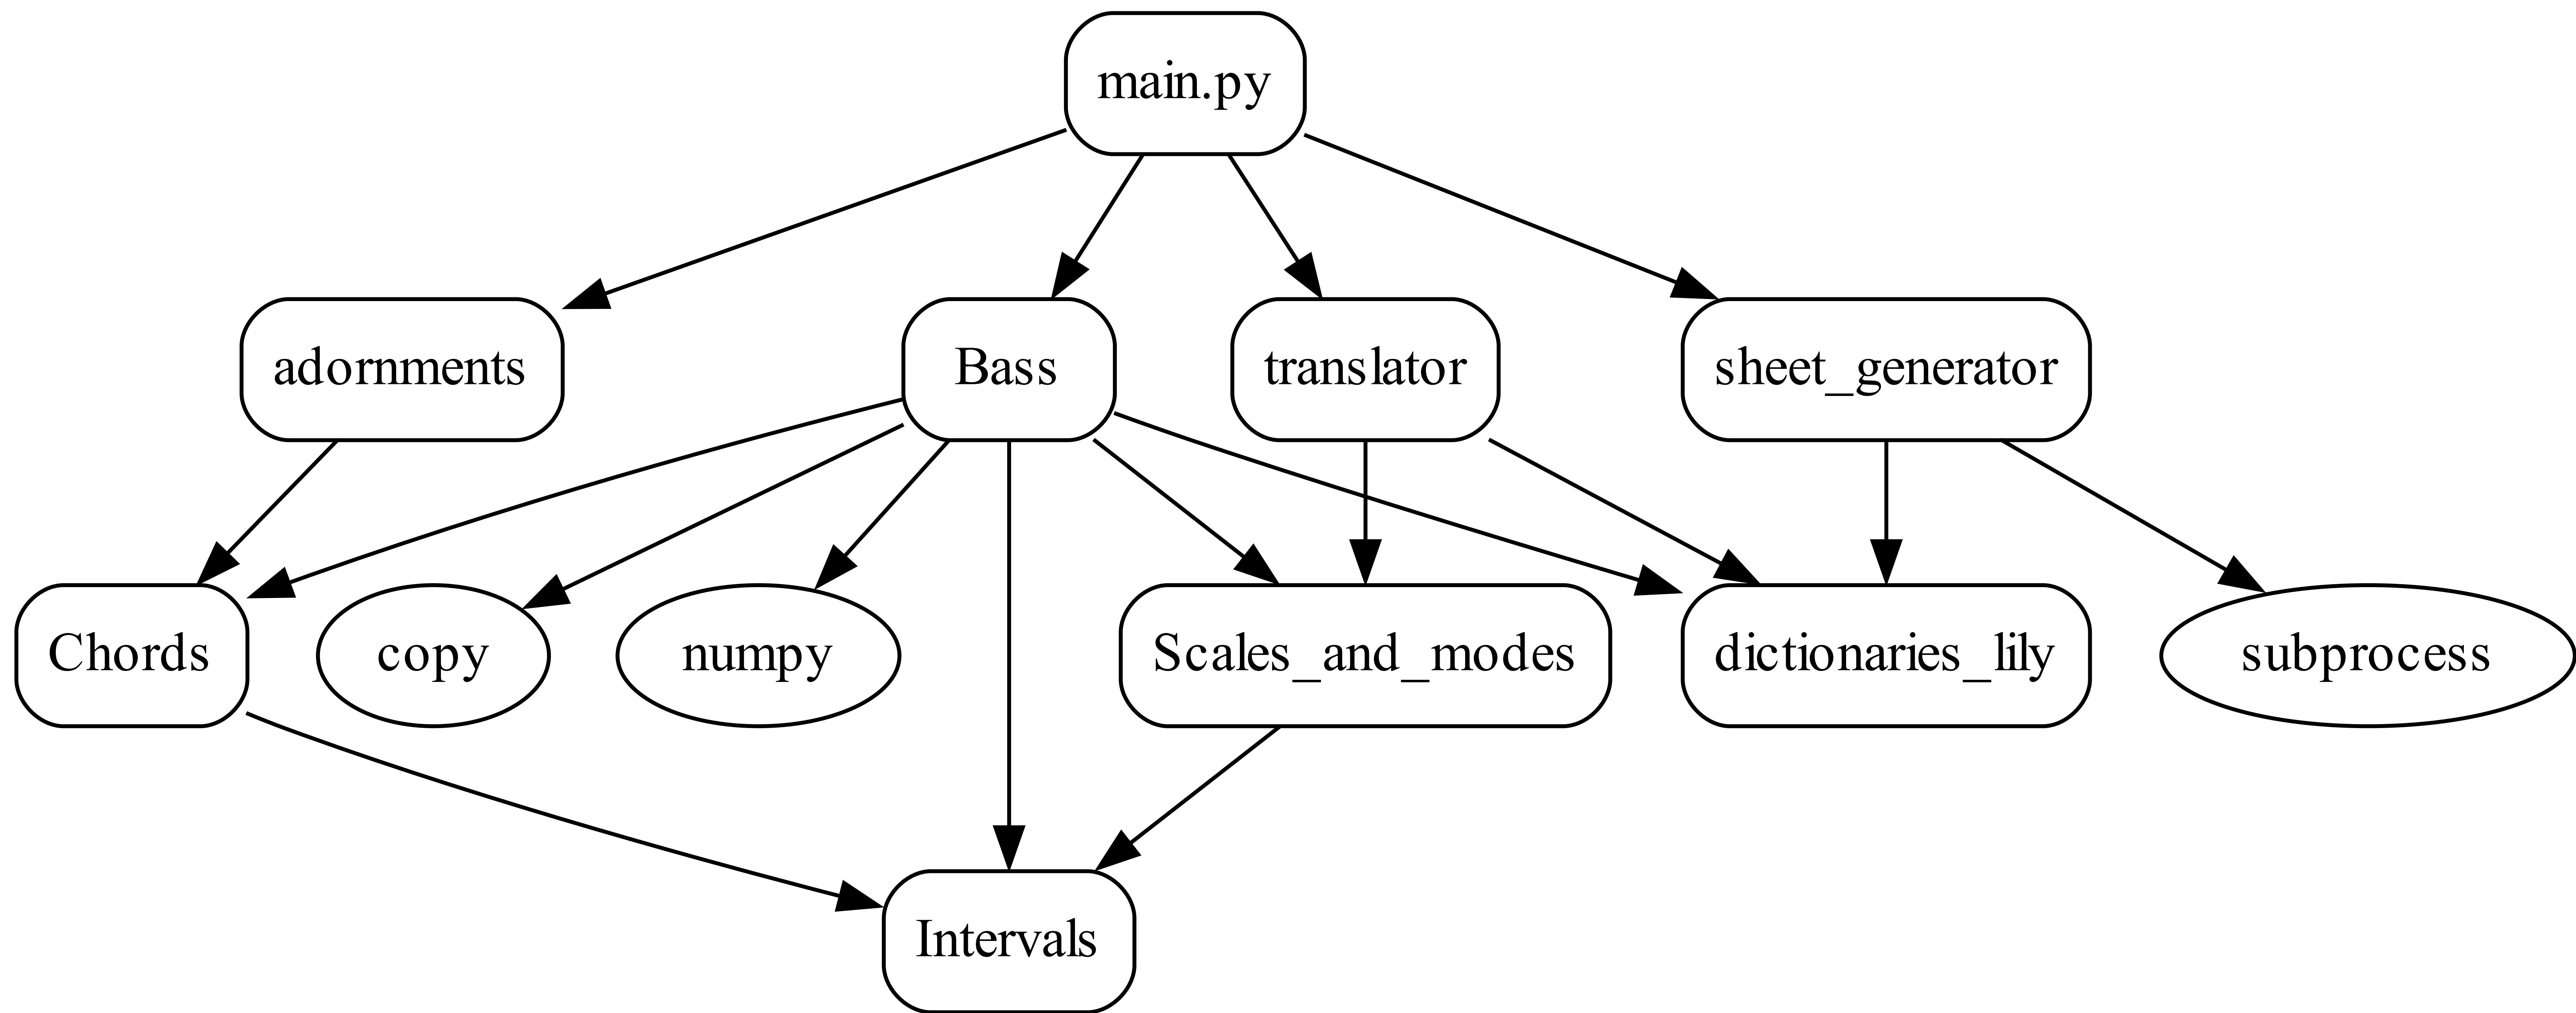 main.py
adornments
Bass
translator
sheet_generator
Chords
copy
numpy
Scales_and_modes
dictionaries_lily
subprocess
Intervals